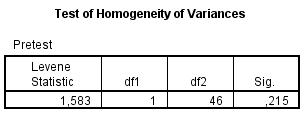 Test of Homogeneity of Variances
Pretest
Levene
Statistic df1 df2 Sig.
1,583 1 46 ,215